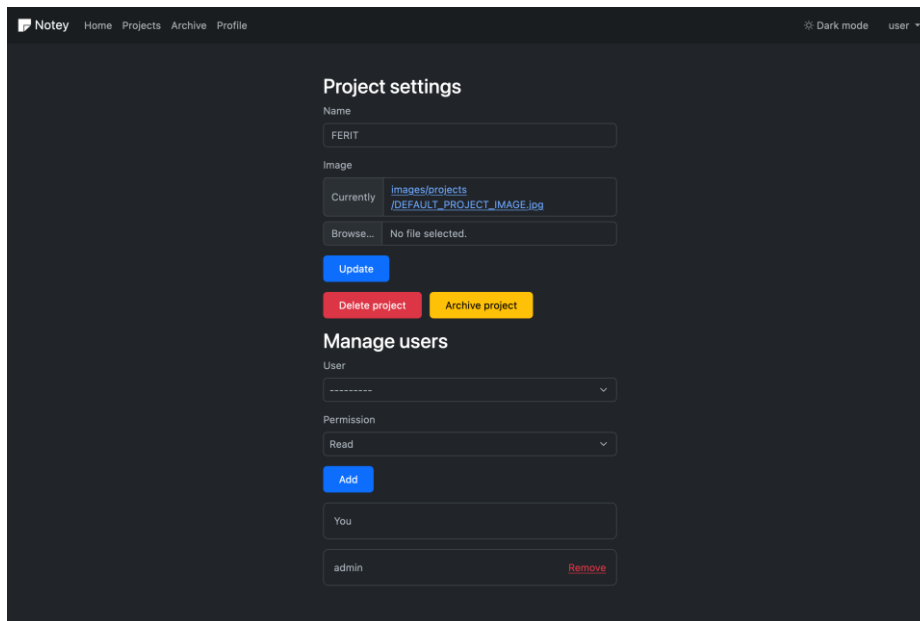 Notey Home Projects Archive Profile Dark mode user
Project settings
Name
FERIT
Image
Currently
images/projects
/DEFAULT_PROJECT_IMAGE.jpg
Browse... No file selected.
Update
Delete project Archive project
Manage users
User
---------
Permission
Read
Add
You
admin Remove